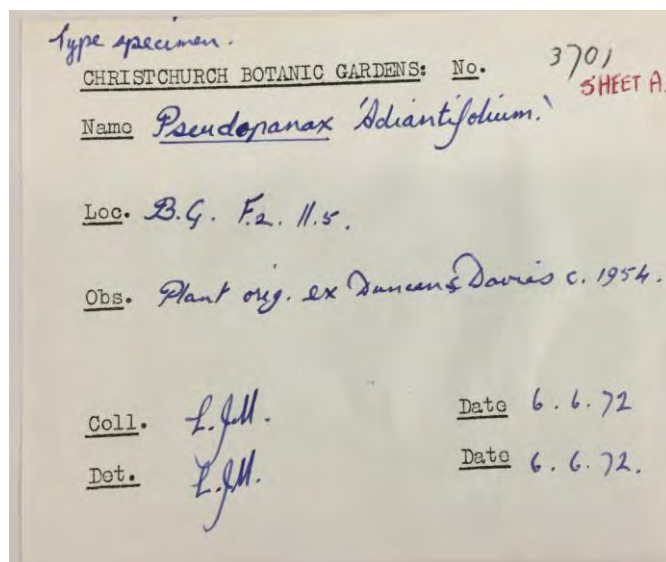 Type specimen.
CHRISTCHURCH BOTANIC GARDENS: No. 3701
SHEET A.
Name Pseudopanax 'Adiantifolium.'
Loc. B.G. F.2. 11.5.
Obs. Plant orig. ex Duncan & Davies c. 1954.
Coll. L.J.M. Date 6.6.72
Det. L.J.M. Date 6.6.72.